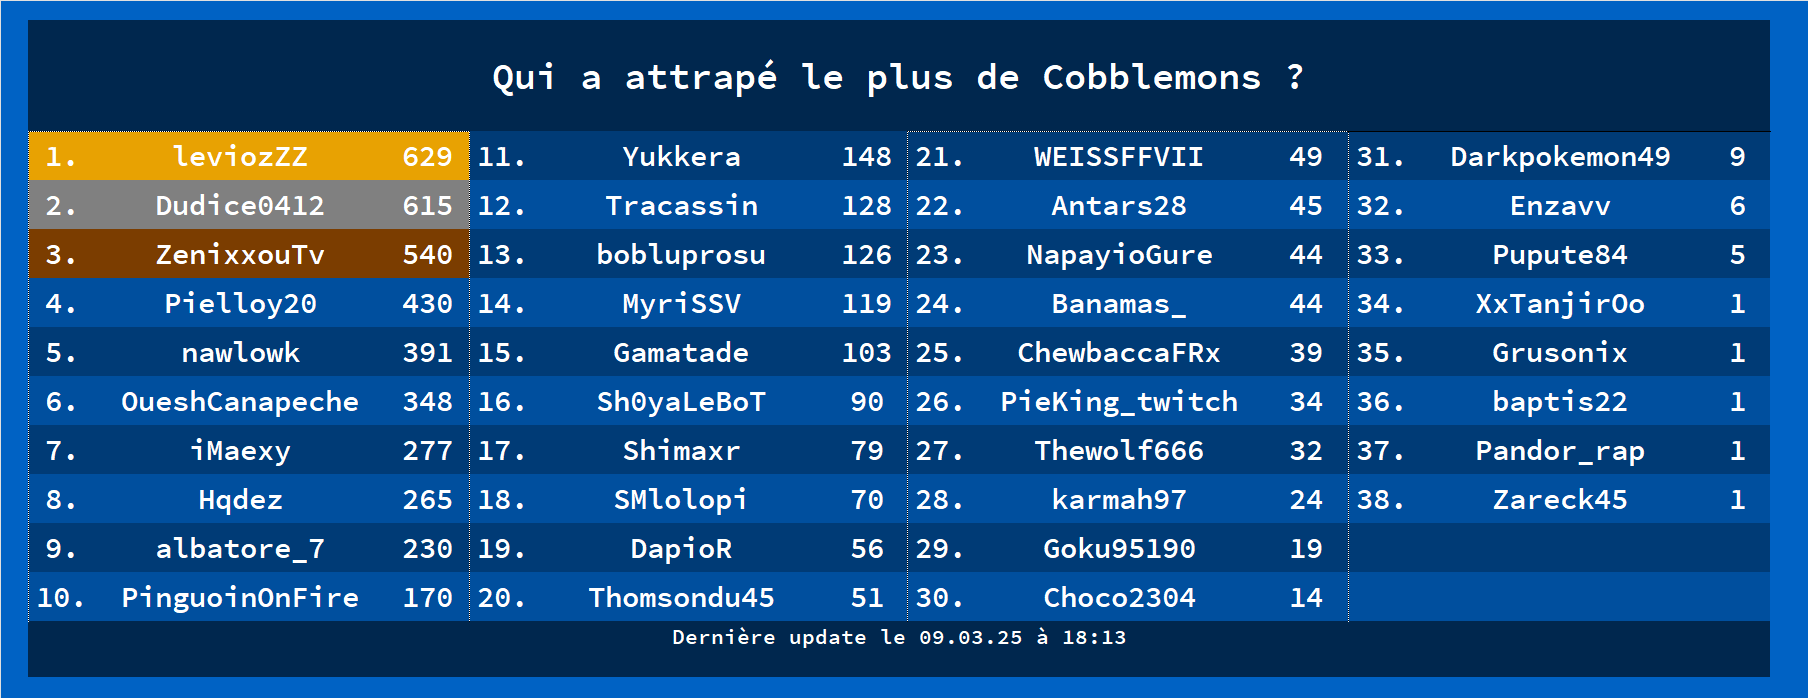 Qui a attrapé le plus de Cobblemons ?
1. leviozZZ 629
2. Dudice0412 615
3. ZenixxouTv 540
4. Pielloy20 430
5. nawlowk 391
6. OueshCanapeche 348
7. iMaexy 277
8. Hqdez 265
9. albatore_7 230
10. PinguoinOnFire 170
11. Yukkera 148
12. Tracassin 128
13. bobluprosu 126
14. MyriSSV 119
15. Gamatade 103
16. Sh0yaLeBoT 90
17. Shimaxr 79
18. SMlolopi 70
19. DapioR 56
20. Thomsondu45 51
21. WEISSFFVII 49
22. Antars28 45
23. NapayioGure 44
24. Banamas_ 44
25. ChewbaccaFRx 39
26. PieKing_twitch 34
27. Thewolf666 32
28. karmah97 24
29. Goku95190 19
30. Choco2304 14
31. Darkpokemon49 9
32. Enzavv 6
33. Pupute84 5
34. XxTanjirOo 1
35. Grusonix 1
36. baptis22 1
37. Pandor_rap 1
38. Zareck45 1
Dernière update le 09.03.25 à 18:13